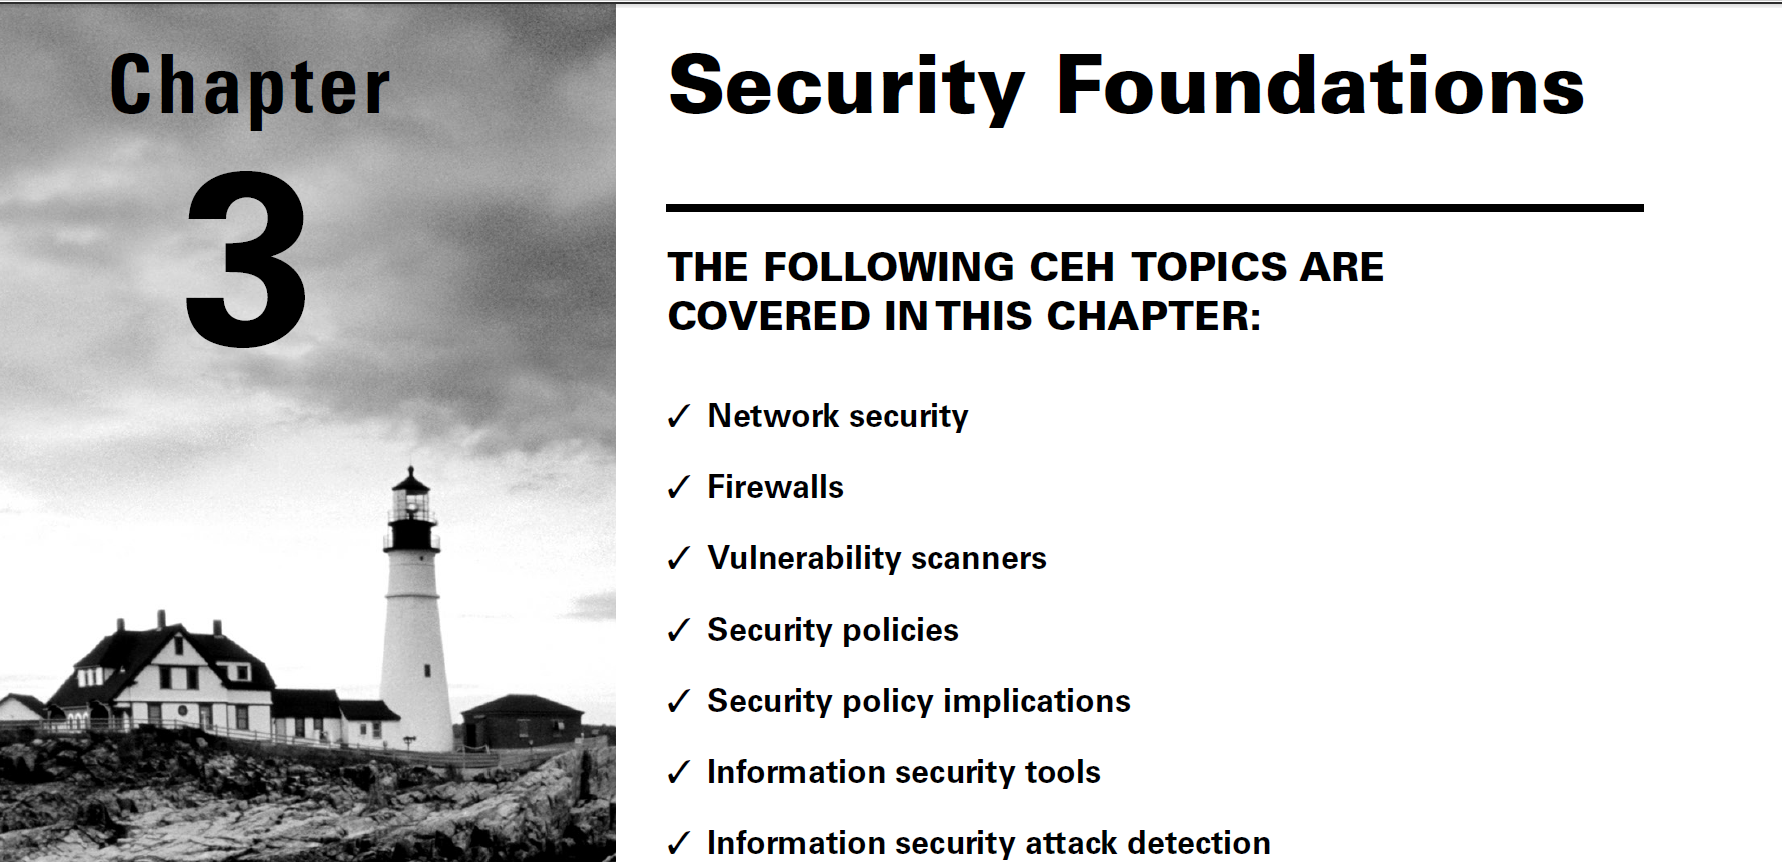 Chapter
3
Security Foundations
THE FOLLOWING CEH TOPICS ARE
COVERED IN THIS CHAPTER:
✓ Network security
✓ Firewalls
✓ Vulnerability scanners
✓ Security policies
✓ Security policy implications
✓ Information security tools
✓ Information security attack detection